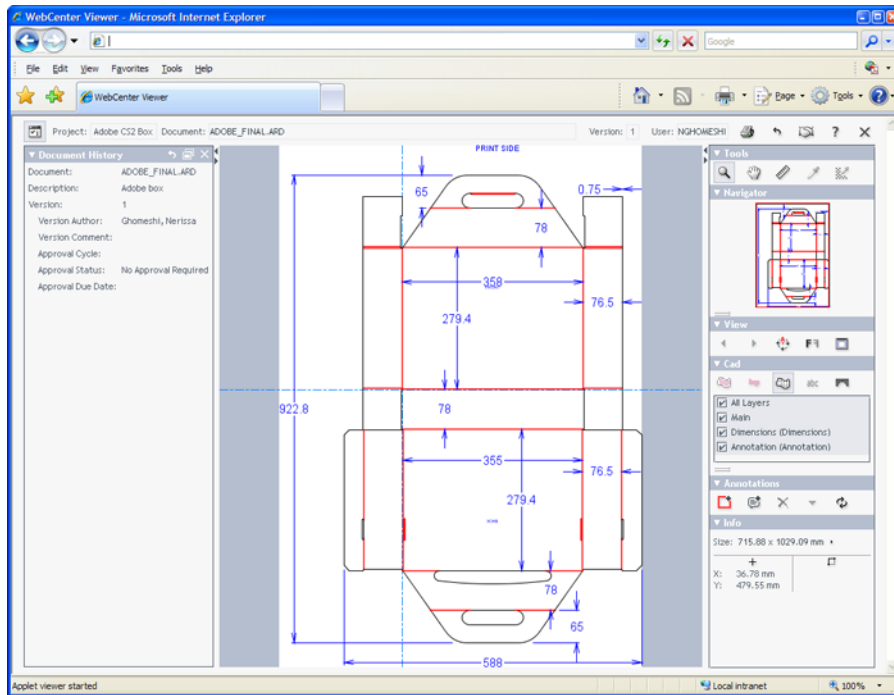 WebCenter Viewer - Microsoft Internet Explorer
Google
File Edit View Favorites Tools Help
WebCenter Viewer
Page Tools
Project: Adobe CS2 Box Document: ADOBE_FINAL.ARD Version: 1 User: NGHOMESHI
Document History
Document: ADOBE_FINAL.ARD
Description: Adobe box
Version: 1
Version Author: Ghomeshi, Nerissa
Version Comment:
Approval Cycle:
Approval Status: No Approval Required
Approval Due Date:
PRINT SIDE
65
0.75
78
358
76.5
279.4
922.8
78
355
76.5
279.4
78
65
588
Tools
Navigator
View
Cad
abc
All Layers
Main
Dimensions (Dimensions)
Annotation (Annotation)
Annotations
Info
Size: 715.88 x 1029.09 mm
X: 36.78 mm
Y: 479.55 mm
Applet viewer started
Local intranet
100%